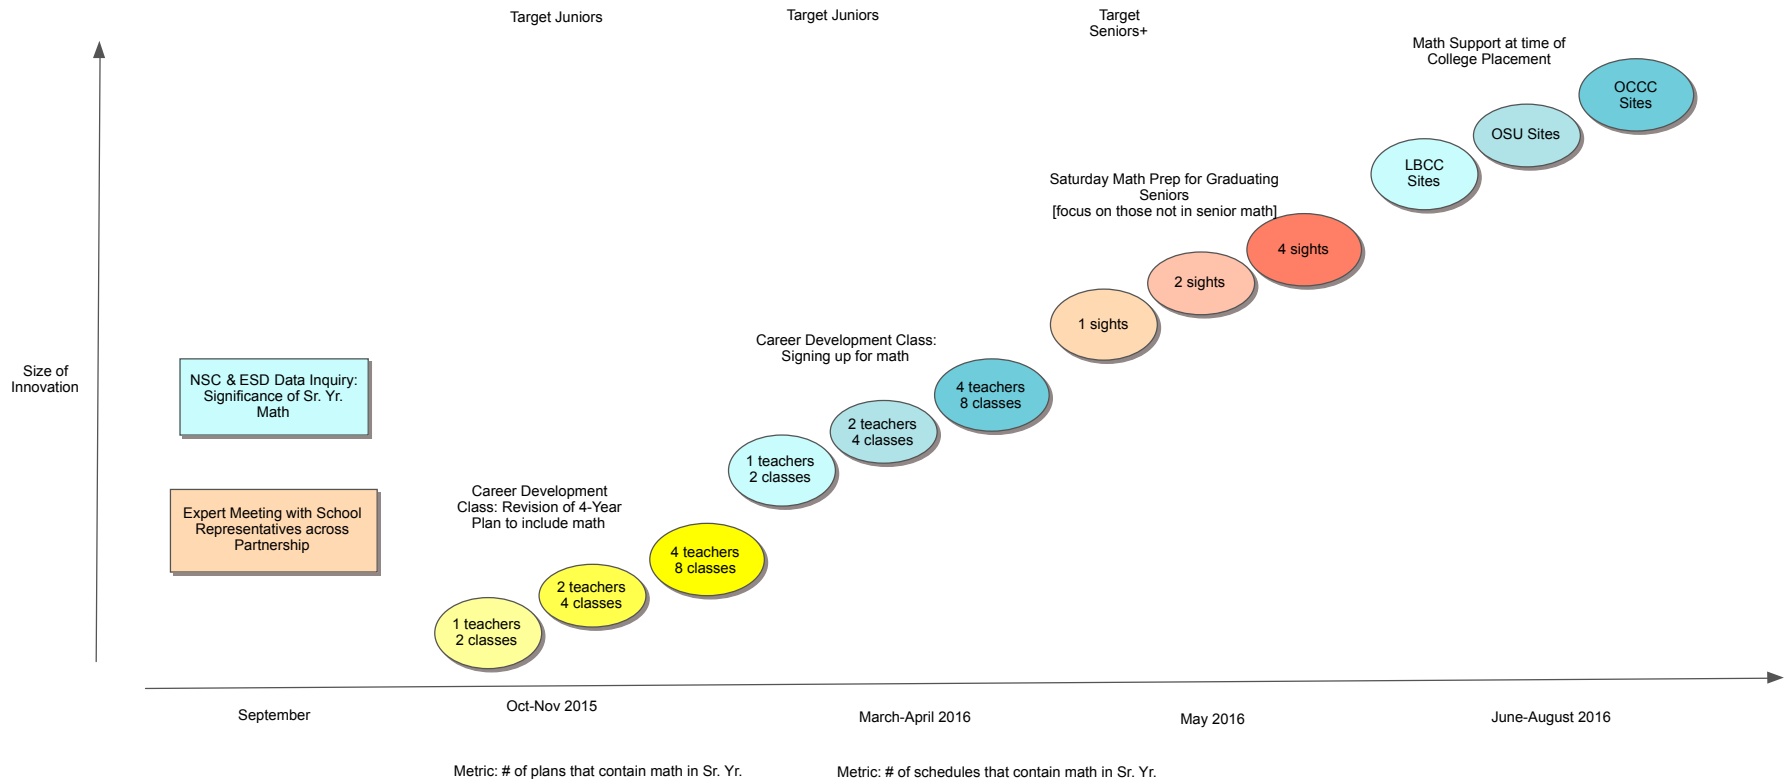 Target Juniors
Target Juniors
Target
Seniors+
Math Support at time of
College Placement
OCCC
Sites
OSU Sites
LBCC
Sites
Saturday Math Prep for Graduating
Seniors
[focus on those not in senior math]
4 sights
2 sights
1 sights
Career Development Class:
Signing up for math
4 teachers
8 classes
2 teachers
4 classes
1 teachers
2 classes
Size of
Innovation
NSC & ESD Data Inquiry:
Significance of Sr. Yr.
Math
Expert Meeting with School
Representatives across
Partnership
Career Development
Class: Revision of 4-Year
Plan to include math
4 teachers
8 classes
2 teachers
4 classes
1 teachers
2 classes
September
Oct-Nov 2015
March-April 2016
May 2016
June-August 2016
Metric: # of plans that contain math in Sr. Yr.
Metric: # of schedules that contain math in Sr. Yr.